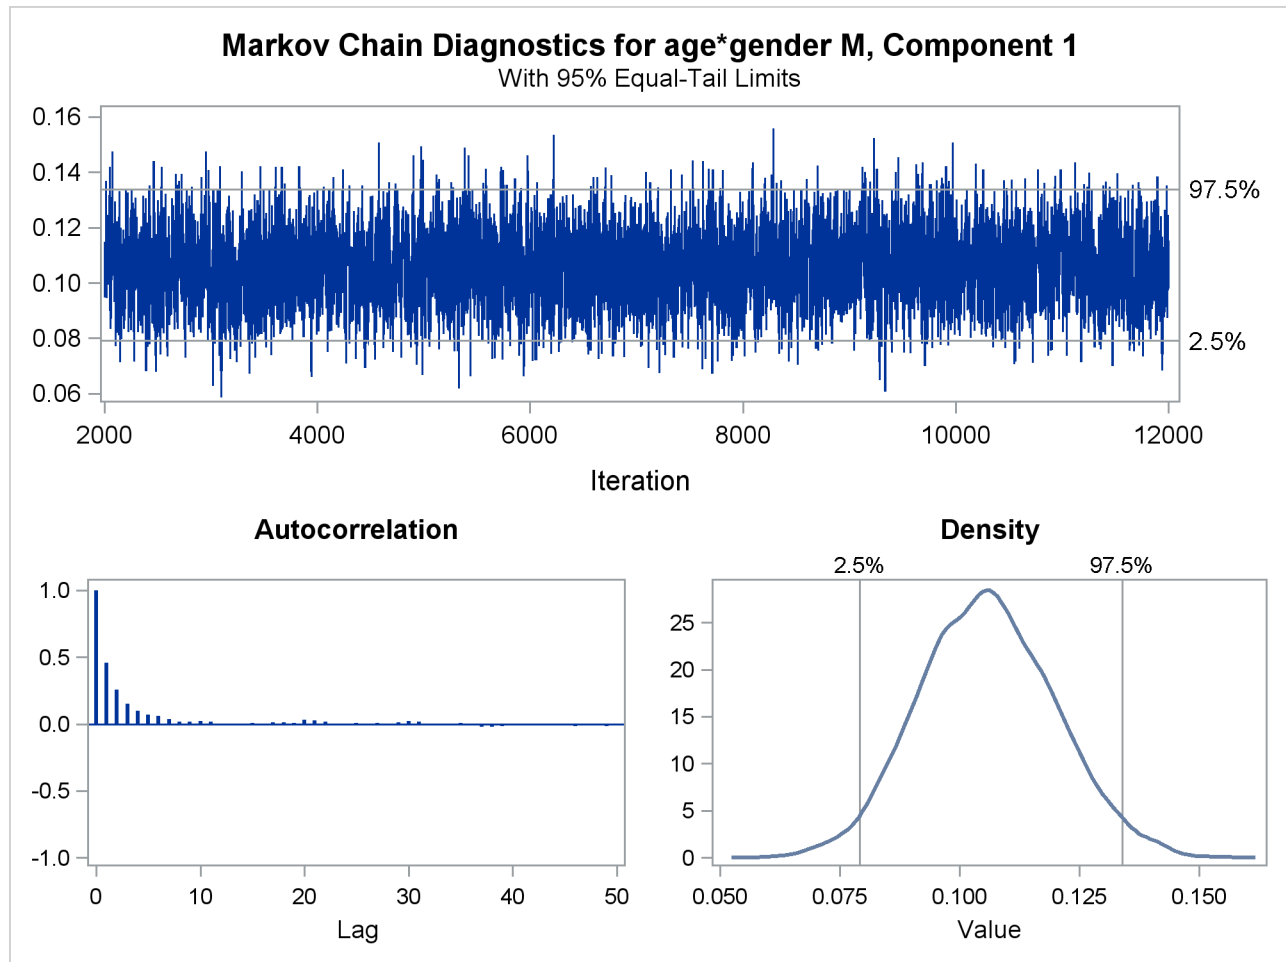 Markov Chain Diagnostics for age*gender M, Component 1
With 95% Equal-Tail Limits
0.16
0.14
0.12
0.10
0.08
0.06
97.5%
2.5%
2000 4000 6000 8000 10000 12000
Iteration
Autocorrelation
1.0
0.5
0.0
-0.5
-1.0
0 10 20 30 40 50
Lag
Density
2.5% 97.5%
25
20
15
10
5
0
0.050 0.075 0.100 0.125 0.150
Value